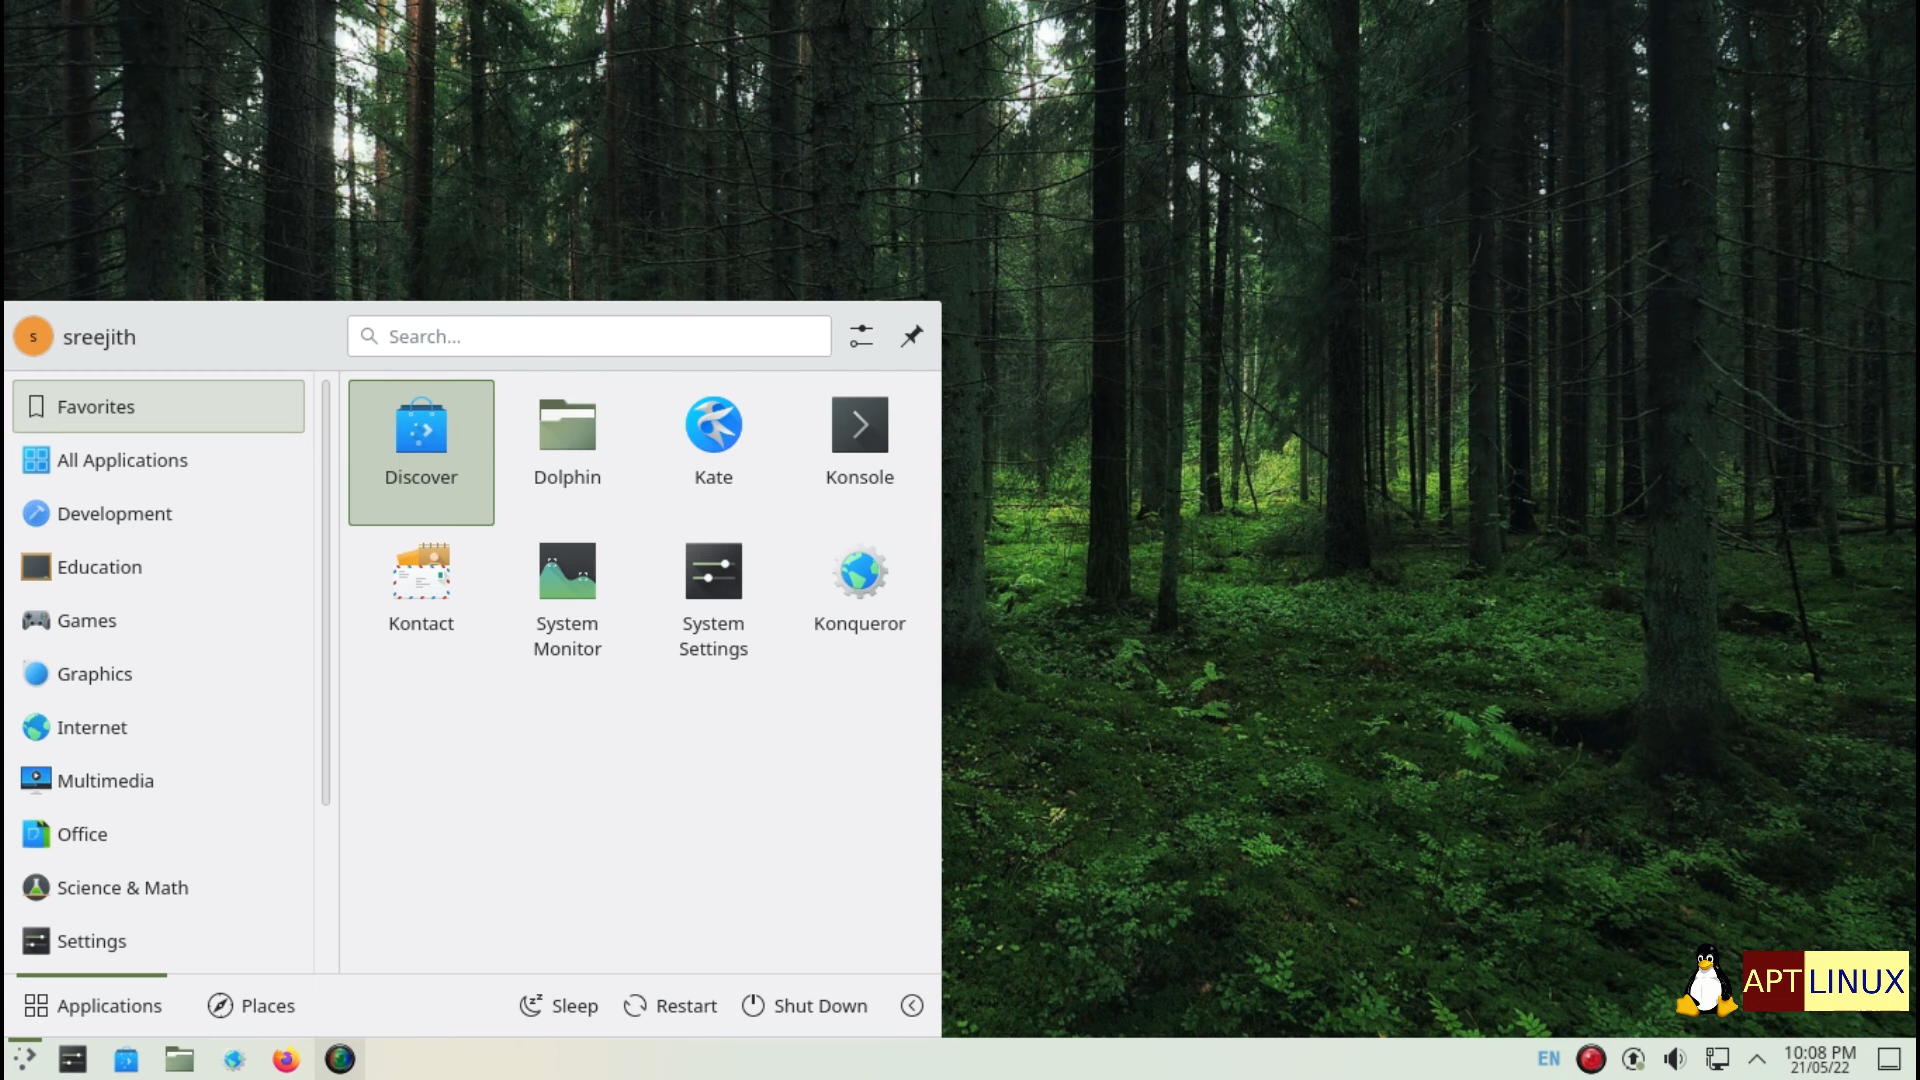 s
sreejith
Search...
Favorites
All Applications
Development
Education
Games
Graphics
Internet
Multimedia
Office
Science & Math
Settings
Discover
Dolphin
Kate
Konsole
Kontact
System
Monitor
System
Settings
Konqueror
Applications
Places
Sleep
Restart
Shut Down
APTLINUX
EN
10:08 PM
21/05/22